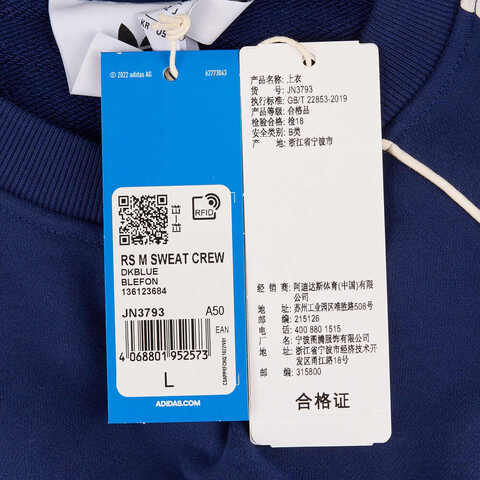 © 2022 adidas AG
67773043
RFID
RS M SWEAT CREW
DKBLUE
BLEFON
136123684
JN3793 A50
EAN
4 068801 952573
L
ADIDAS.COM
产品名称: 上衣
货 号: JN3793
执行标准: GB/T 22853-2019
产品等级: 合格品
检验合格: 检18
安全类别: B类
产 地: 浙江省宁波市
经 销 商: 阿迪达斯体育(中国)有限
公司
地 址: 苏州工业园区唯胜路508号
邮 编: 215126
电 话: 400 880 1515
厂 名: 宁波甬腾服饰有限公司
地 址: 浙江省宁波市经济技术开
发区甬江路18号
邮 编: 315800
合格证